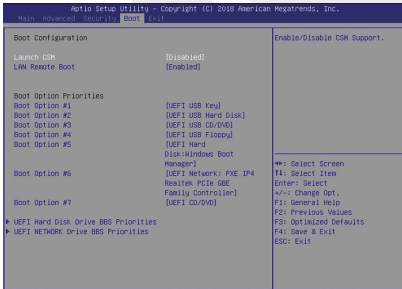 Aptio Setup Utility - Copyright (C) 2018 American Megatrends, Inc.
Main Advanced Security Boot Exit
Boot Configuration
Launch CSM [Disabled]
LAN Remote Boot [Enabled]
Boot Option Priorities
Boot Option #1 [UEFI USB Key]
Boot Option #2 [UEFI USB Hard Disk]
Boot Option #3 [UEFI USB CD/DVD]
Boot Option #4 [UEFI USB Floppy]
Boot Option #5 [UEFI Hard
Disk:Windows Boot
Manager]
Boot Option #6 [UEFI Network: PXE IP4
Realtek PCIe GBE
Family Controller]
Boot Option #7 [UEFI CD/DVD]
UEFI Hard Disk Drive BBS Priorities
UEFI NETWORK Drive BBS Priorities
Enable/Disable CSM Support.
↔: Select Screen
↑↓: Select Item
Enter: Select
+/-: Change Opt.
F1: General Help
F2: Previous Values
F3: Optimized Defaults
F4: Save & Exit
ESC: Exit